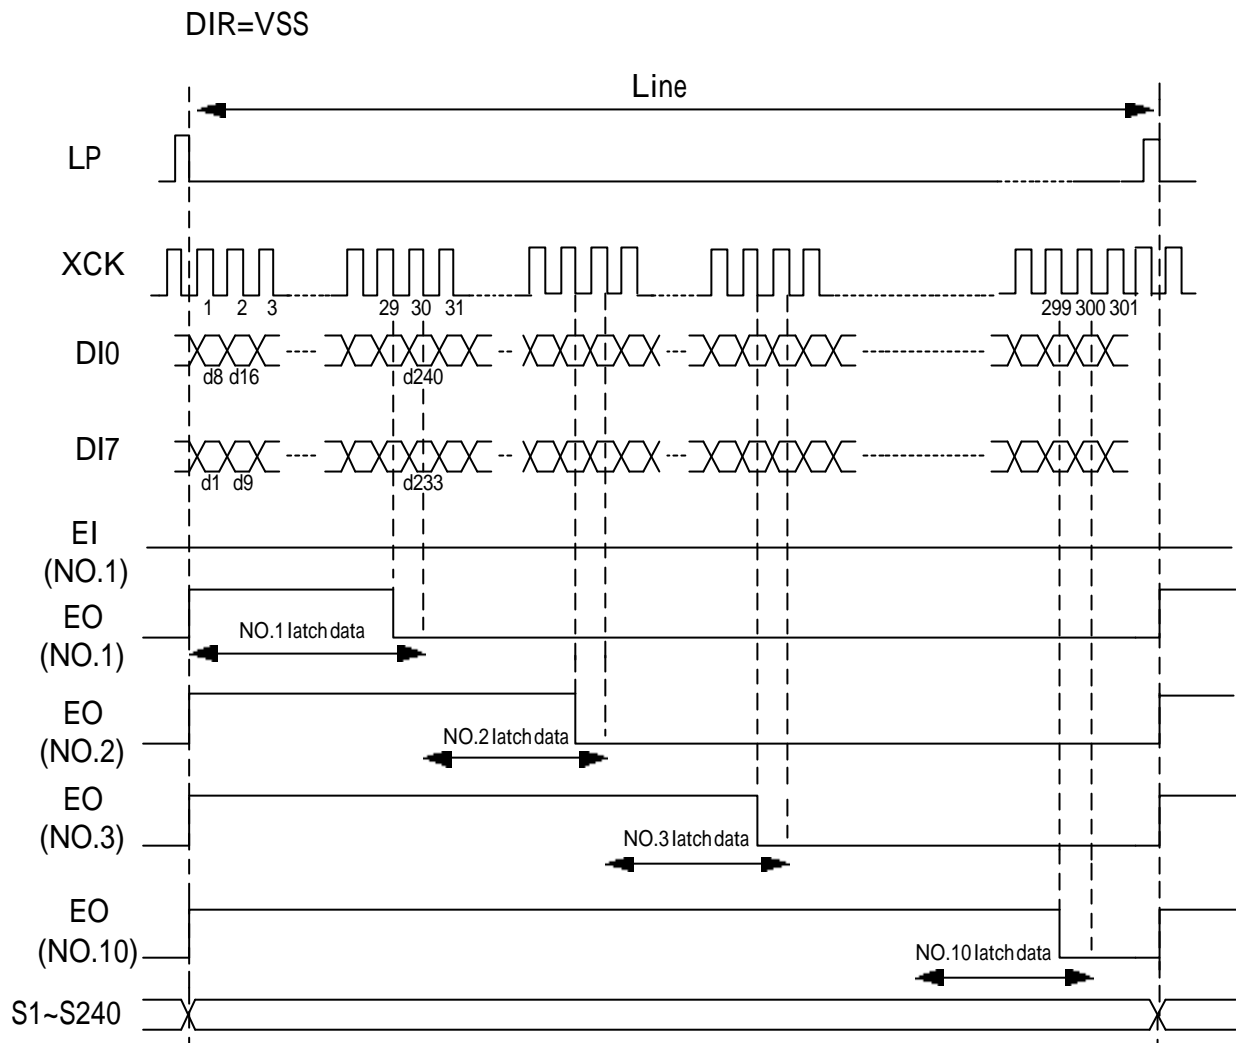 DIR=VSS
Line
LP
XCK
1 2 3 29 30 31 299 300 301
DI0
d8 d16 d240
DI7
d1 d9 d233
EI
(NO.1)
EO
(NO.1)
NO.1 latch data
EO
(NO.2)
NO.2 latch data
EO
(NO.3)
NO.3 latch data
EO
(NO.10)
NO.10 latch data
S1~S240